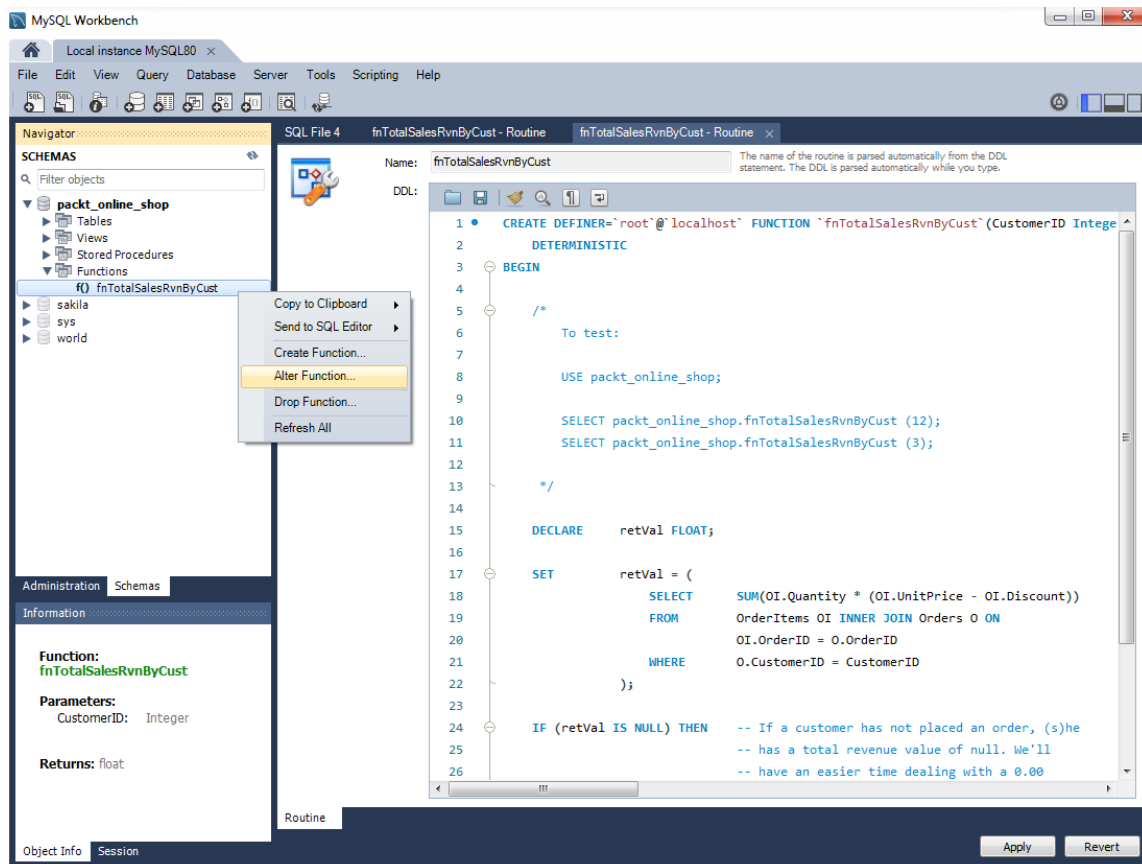 MySQL Workbench
Local instance MySQL80
File Edit View Query Database Server Tools Scripting Help
Navigator
SCHEMAS
Filter objects
packt_online_shop
Tables
Views
Stored Procedures
Functions
f() fnTotalSalesRvnByCust
sakila
sys
world
Copy to Clipboard
Send to SQL Editor
Create Function...
Alter Function...
Drop Function...
Refresh All
Administration Schemas
Information
Function:
fnTotalSalesRvnByCust
Parameters:
CustomerID: Integer
Returns: float
Object Info Session
SQL File 4 fnTotalSalesRvnByCust - Routine fnTotalSalesRvnByCust - Routine
Name: fnTotalSalesRvnByCust
The name of the routine is parsed automatically from the DDL
statement. The DDL is parsed automatically while you type.
DDL:
1 CREATE DEFINER=`root`@`localhost` FUNCTION `fnTotalSalesRvnByCust`(CustomerID Intege
2 DETERMINISTIC
3 BEGIN
4
5 /*
6 To test:
7
8 USE packt_online_shop;
9
10 SELECT packt_online_shop.fnTotalSalesRvnByCust (12);
11 SELECT packt_online_shop.fnTotalSalesRvnByCust (3);
12
13 */
14
15 DECLARE retVal FLOAT;
16
17 SET retVal = (
18 SELECT SUM(OI.Quantity * (OI.UnitPrice - OI.Discount))
19 FROM OrderItems OI INNER JOIN Orders O ON
20 OI.OrderID = O.OrderID
21 WHERE O.CustomerID = CustomerID
22 );
23
24 IF (retVal IS NULL) THEN -- If a customer has not placed an order, (s)he
25 -- has a total revenue value of null. We'll
26 -- have an easier time dealing with a 0.00
Routine
Apply Revert